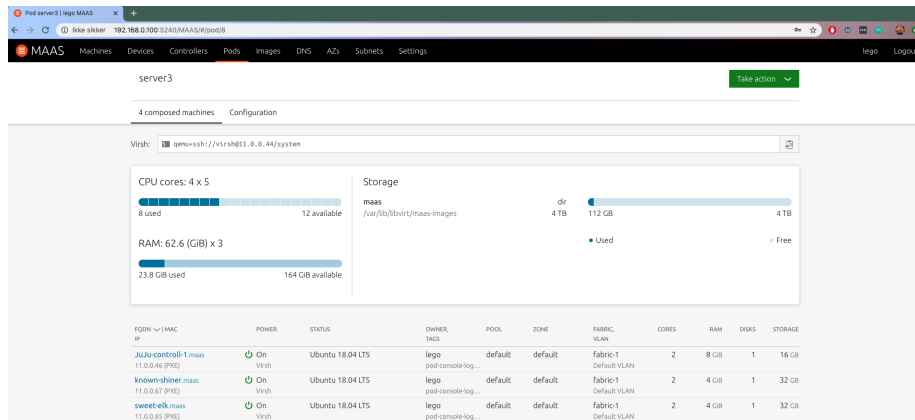 Pod server3 | lego MAAS
Ikke sikker 192.168.0.100:5240/MAAS/#/pod/8
MAAS Machines Devices Controllers Pods Images DNS AZs Subnets Settings lego Logou
server3
Take action
4 composed machines Configuration
Virsh: qemu+ssh://virsh@11.0.0.44/system
CPU cores: 4 x 5
8 used 12 available
RAM: 62.6 (GiB) x 3
23.8 GiB used 164 GiB available
Storage
maas dir
/var/lib/libvirt/maas-images 4 TB
112 GB 4 TB
Used Free
FQDN | MAC POWER STATUS OWNER, POOL ZONE FABRIC, CORES RAM DISKS STORAGE
IP TAGS VLAN
JuJu-controll-1.maas On Ubuntu 18.04 LTS lego default default fabric-1 2 8 GiB 1 16 GB
11.0.0.46 (PXE) Virsh pod-console-log... Default VLAN
known-shiner.maas On Ubuntu 18.04 LTS lego default default fabric-1 2 4 GiB 1 32 GB
11.0.0.67 (PXE) Virsh pod-console-log... Default VLAN
sweet-elk.maas On Ubuntu 18.04 LTS lego default default fabric-1 2 4 GiB 1 32 GB
11.0.0.65 (PXE) Virsh pod-console-log... Default VLAN